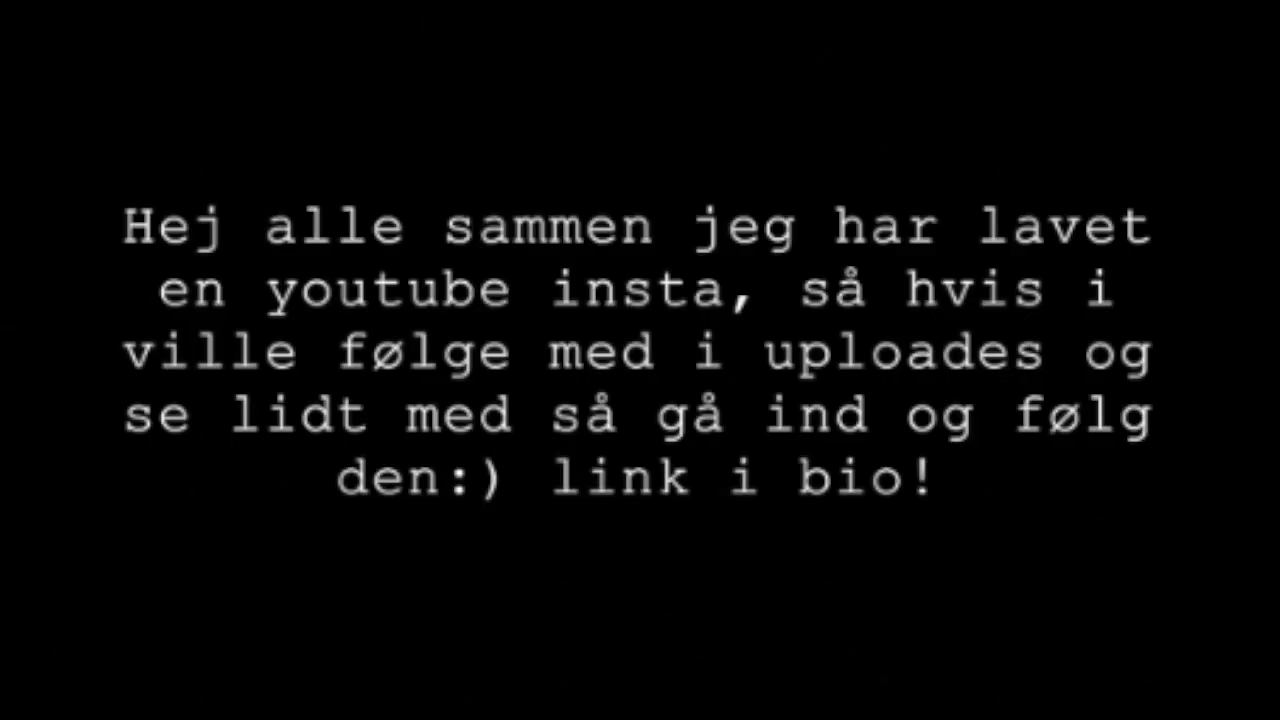 Hej alle sammen jeg har lavet
en youtube insta, så hvis i
ville følge med i uploades og
se lidt med så gå ind og følg
den:) link i bio!